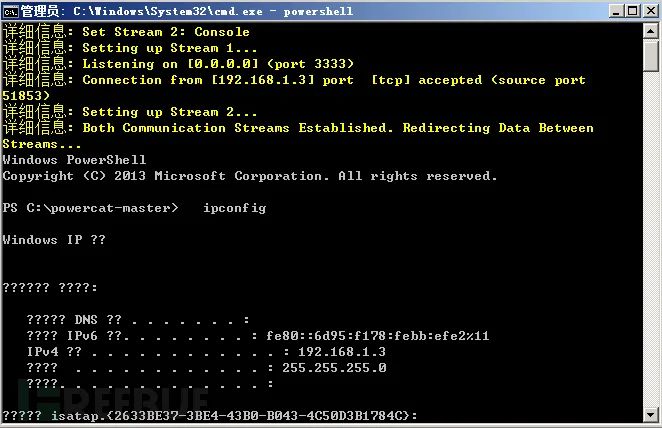 管理员: C:\Windows\System32\cmd.exe - powershell
详细信息: Set Stream 2: Console
详细信息: Setting up Stream 1...
详细信息: Listening on [0.0.0.0] (port 3333)
详细信息: Connection from [192.168.1.3] port  [tcp] accepted (source port
51853)
详细信息: Setting up Stream 2...
详细信息: Both Communication Streams Established. Redirecting Data Between
Streams...
Windows PowerShell
Copyright (C) 2013 Microsoft Corporation. All rights reserved.
PS C:\powercat-master>   ipconfig
Windows IP ??
?????? ????:
????? DNS ?? . . . . . . . :
???? IPv6 ??. . . . . . . . : fe80::6d95:f178:febb:efe2%11
IPv4 ?? . . . . . . . . . . . . : 192.168.1.3
????  . . . . . . . . . . . . : 255.255.255.0
????. . . . . . . . . . . . . :
????? isatap.{2633BE37-3BE4-43B0-B043-4C50D3B1784C}:
FREEBUF